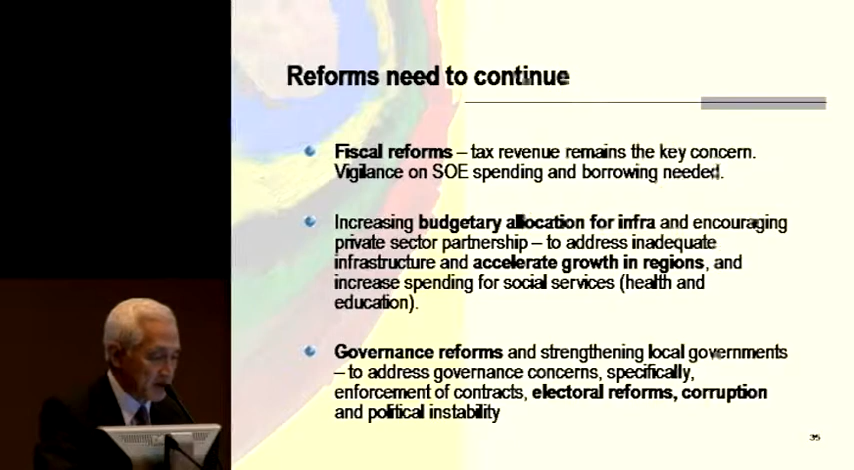 Reforms need to continue
Fiscal reforms – tax revenue remains the key concern.
Vigilance on SOE spending and borrowing needed.
Increasing budgetary allocation for infra and encouraging
private sector partnership – to address inadequate
infrastructure and accelerate growth in regions, and
increase spending for social services (health and
education).
Governance reforms and strengthening local governments
– to address governance concerns, specifically,
enforcement of contracts, electoral reforms, corruption
and political instability
35